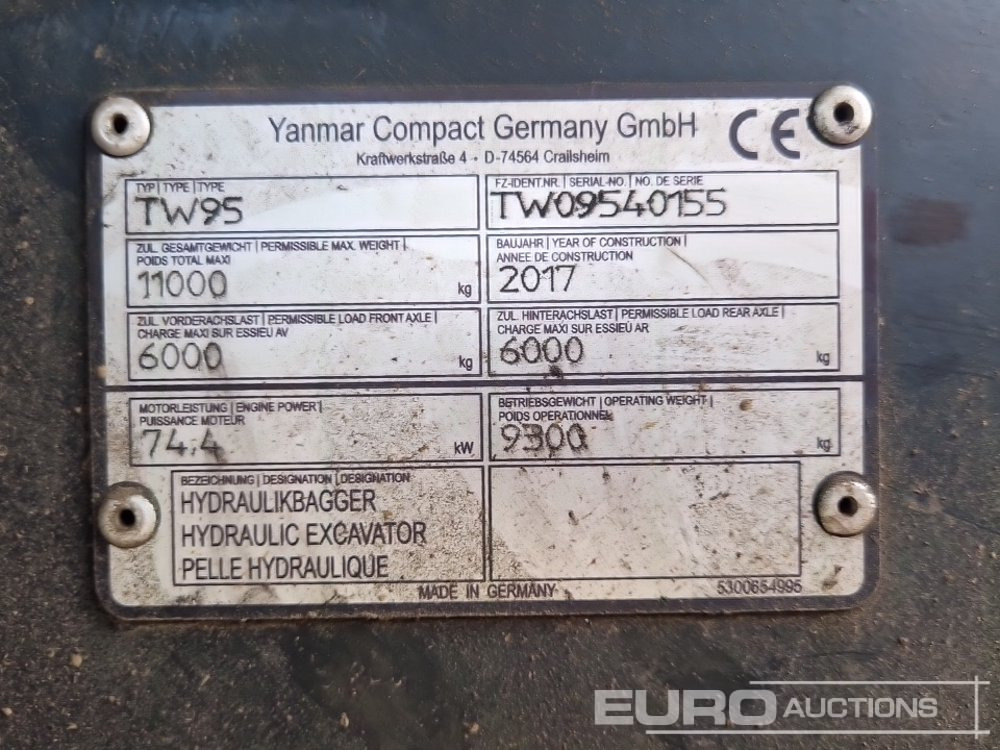 Yanmar Compact Germany GmbH
CE
Kraftwerkstraße 4 • D-74564 Crailsheim
TYP | TYPE | TYPE
TW95
FZ-IDENT.NR. | SERIAL-NO. | NO. DE SERIE
TW09540155
ZUL. GESAMTGEWICHT | PERMISSIBLE MAX. WEIGHT |
POIDS TOTAL MAXI
11000 kg
BAUJAHR | YEAR OF CONSTRUCTION |
ANNEE DE CONSTRUCTION
2017
ZUL. VORDERACHSLAST | PERMISSIBLE LOAD FRONT AXLE |
CHARGE MAXI SUR ESSIEU AV
6000 kg
ZUL. HINTERACHSLAST | PERMISSIBLE LOAD REAR AXLE |
CHARGE MAXI SUR ESSIEU AR
6000 kg
MOTORLEISTUNG | ENGINE POWER |
PUISSANCE MOTEUR
74.4 kW
BETRIEBSGEWICHT | OPERATING WEIGHT |
POIDS OPERATIONNEL
9300 kg
BEZEICHNUNG | DESIGNATION | DESIGNATION
HYDRAULIKBAGGER
HYDRAULIC EXCAVATOR
PELLE HYDRAULIQUE
MADE IN GERMANY
5300654995
EURO AUCTIONS